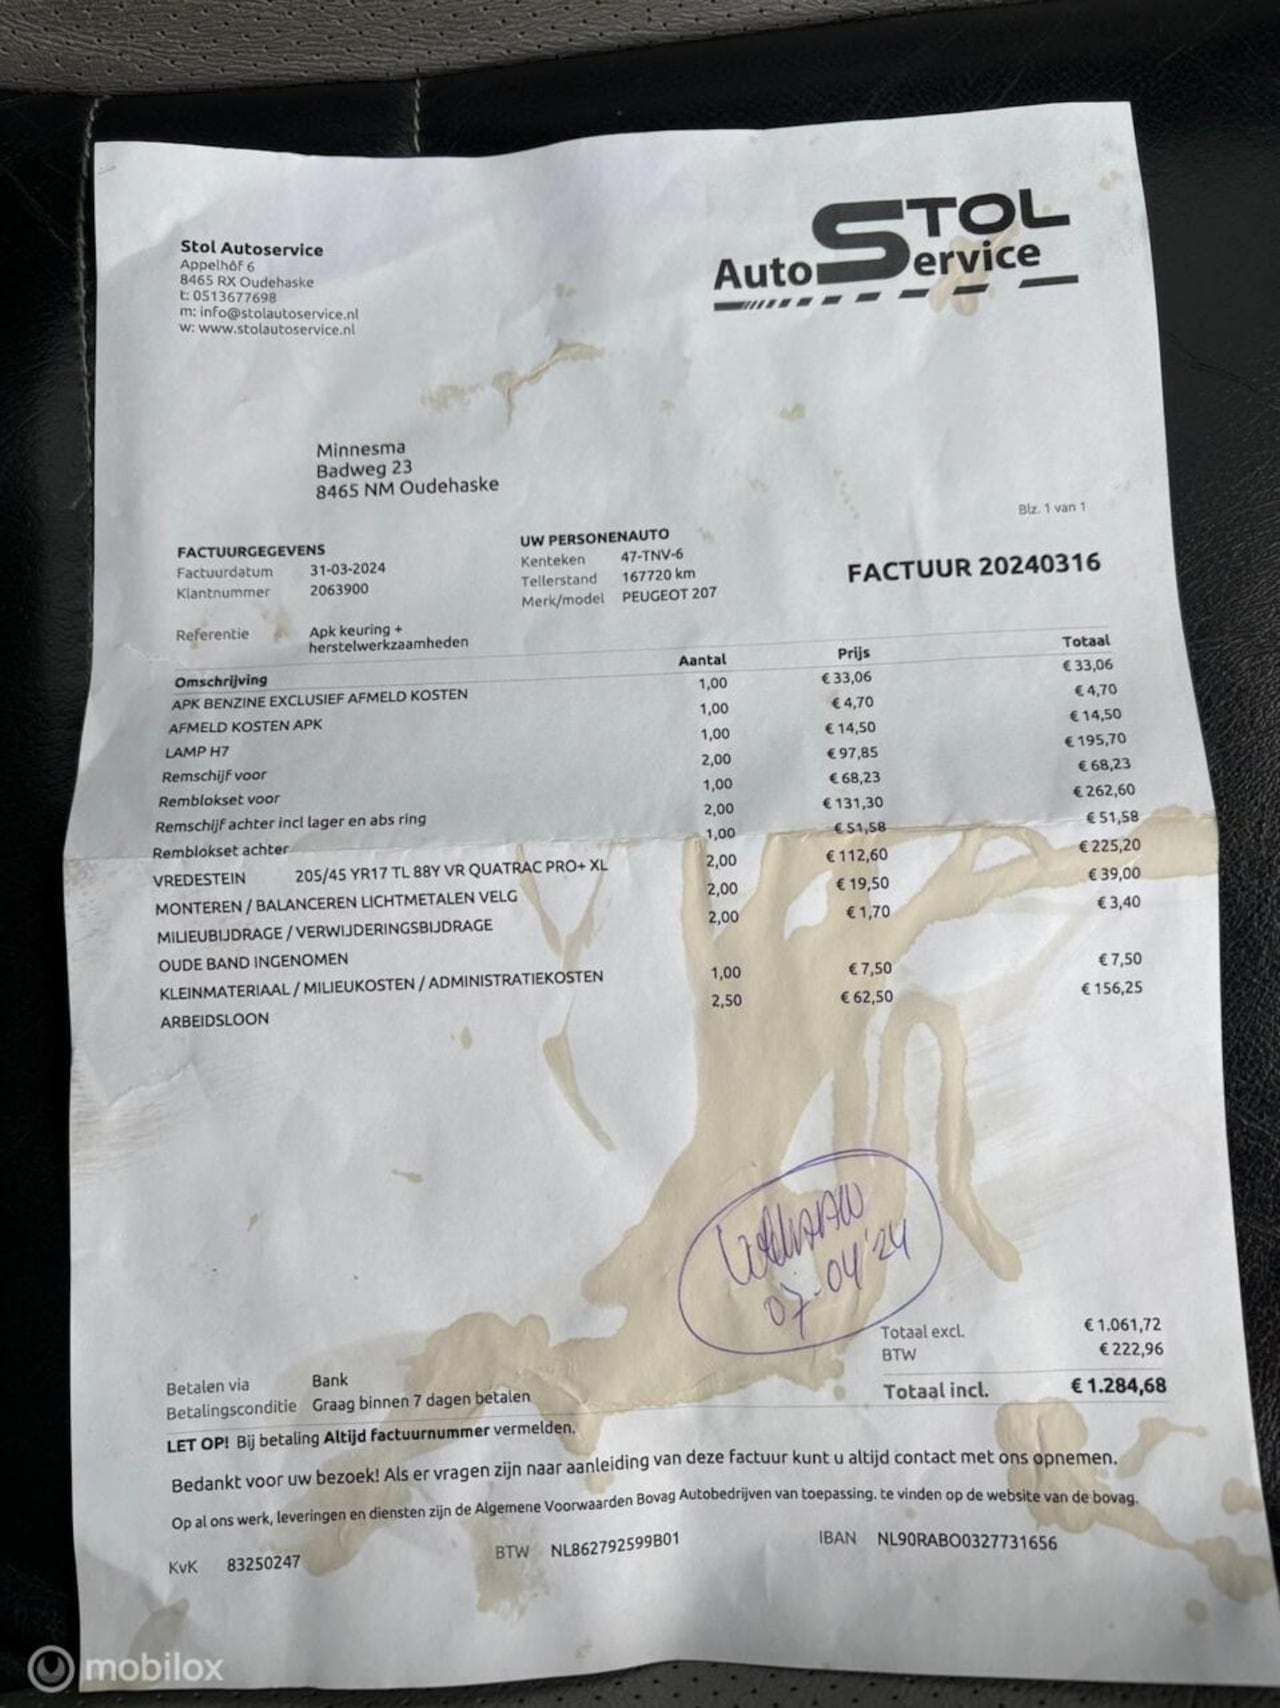 STOL
Auto Service
Stol Autoservice
Appelhôf 6
8465 RX Oudehaske
t: 0513677698
m: info@stolautoservice.nl
w: www.stolautoservice.nl
Minnesma
Badweg 23
8465 NM Oudehaske
Blz. 1 van 1
FACTUURGEGEVENS
Factuurdatum 31-03-2024
Klantnummer 2063900
UW PERSONENAUTO
Kenteken 47-TNV-6
Tellerstand 167720 km
Merk/model PEUGEOT 207
FACTUUR 20240316
Referentie Apk keuring +
herstelwerkzaamheden
Omschrijving Aantal Prijs Totaal
APK BENZINE EXCLUSIEF AFMELD KOSTEN 1,00 € 33,06 € 33,06
AFMELD KOSTEN APK 1,00 € 4,70 € 4,70
LAMP H7 1,00 € 14,50 € 14,50
Remschijf voor 2,00 € 97,85 € 195,70
Remblokset voor 1,00 € 68,23 € 68,23
Remschijf achter incl lager en abs ring 2,00 € 131,30 € 262,60
Remblokset achter 1,00 € 51,58 € 51,58
VREDESTEIN 205/45 YR17 TL 88Y VR QUATRAC PRO+ XL 2,00 € 112,60 € 225,20
MONTEREN / BALANCEREN LICHTMETALEN VELG 2,00 € 19,50 € 39,00
MILIEUBIJDRAGE / VERWIJDERINGSBIJDRAGE 2,00 € 1,70 € 3,40
OUDE BAND INGENOMEN
KLEINMATERIAAL / MILIEUKOSTEN / ADMINISTRATIEKOSTEN 1,00 € 7,50 € 7,50
ARBEIDSLOON 2,50 € 62,50 € 156,25
07-04'24
Totaal excl. € 1.061,72
BTW € 222,96
Totaal incl. € 1.284,68
Betalen via Bank
Betalingsconditie Graag binnen 7 dagen betalen
LET OP! Bij betaling Altijd factuurnummer vermelden.
Bedankt voor uw bezoek! Als er vragen zijn naar aanleiding van deze factuur kunt u altijd contact met ons opnemen.
Op al ons werk, leveringen en diensten zijn de Algemene Voorwaarden Bovag Autobedrijven van toepassing. te vinden op de website van de bovag.
KvK 83250247 BTW NL862792599B01 IBAN NL90RABO0327731656
mobilox